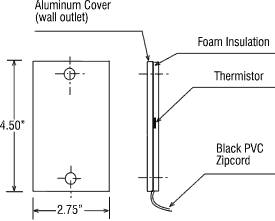 Aluminum Cover
(wall outlet)
Foam Insulation
Thermistor
4.50"
Black PVC
Zipcord
2.75"